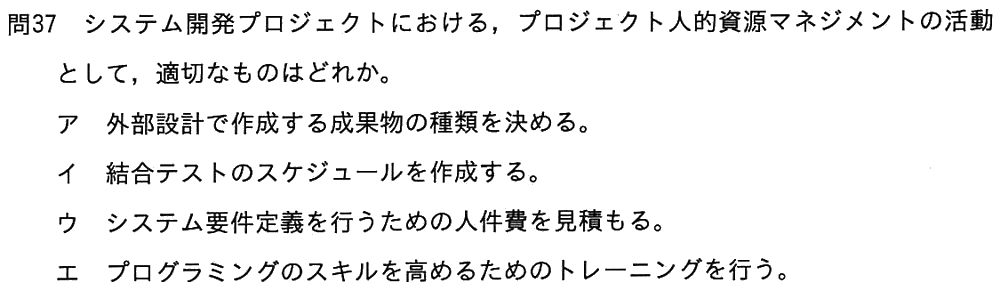 問37 システム開発プロジェクトにおける，プロジェクト人的資源マネジメントの活動
として，適切なものはどれか。
ア 外部設計で作成する成果物の種類を決める。
イ 結合テストのスケジュールを作成する。
ウ システム要件定義を行うための人件費を見積もる。
エ プログラミングのスキルを高めるためのトレーニングを行う。